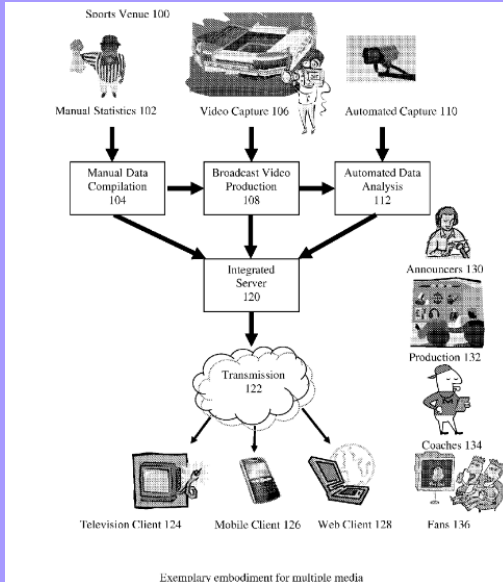 Sports Venue 100
Manual Statistics 102
Video Capture 106
Automated Capture 110
Manual Data
Compilation
104
Broadcast Video
Production
108
Automated Data
Analysis
112
Integrated
Server
120
Announcers 130
Production 132
Transmission
122
Coaches 134
Television Client 124
Mobile Client 126
Web Client 128
Fans 136
Exemplary embodiment for multiple media